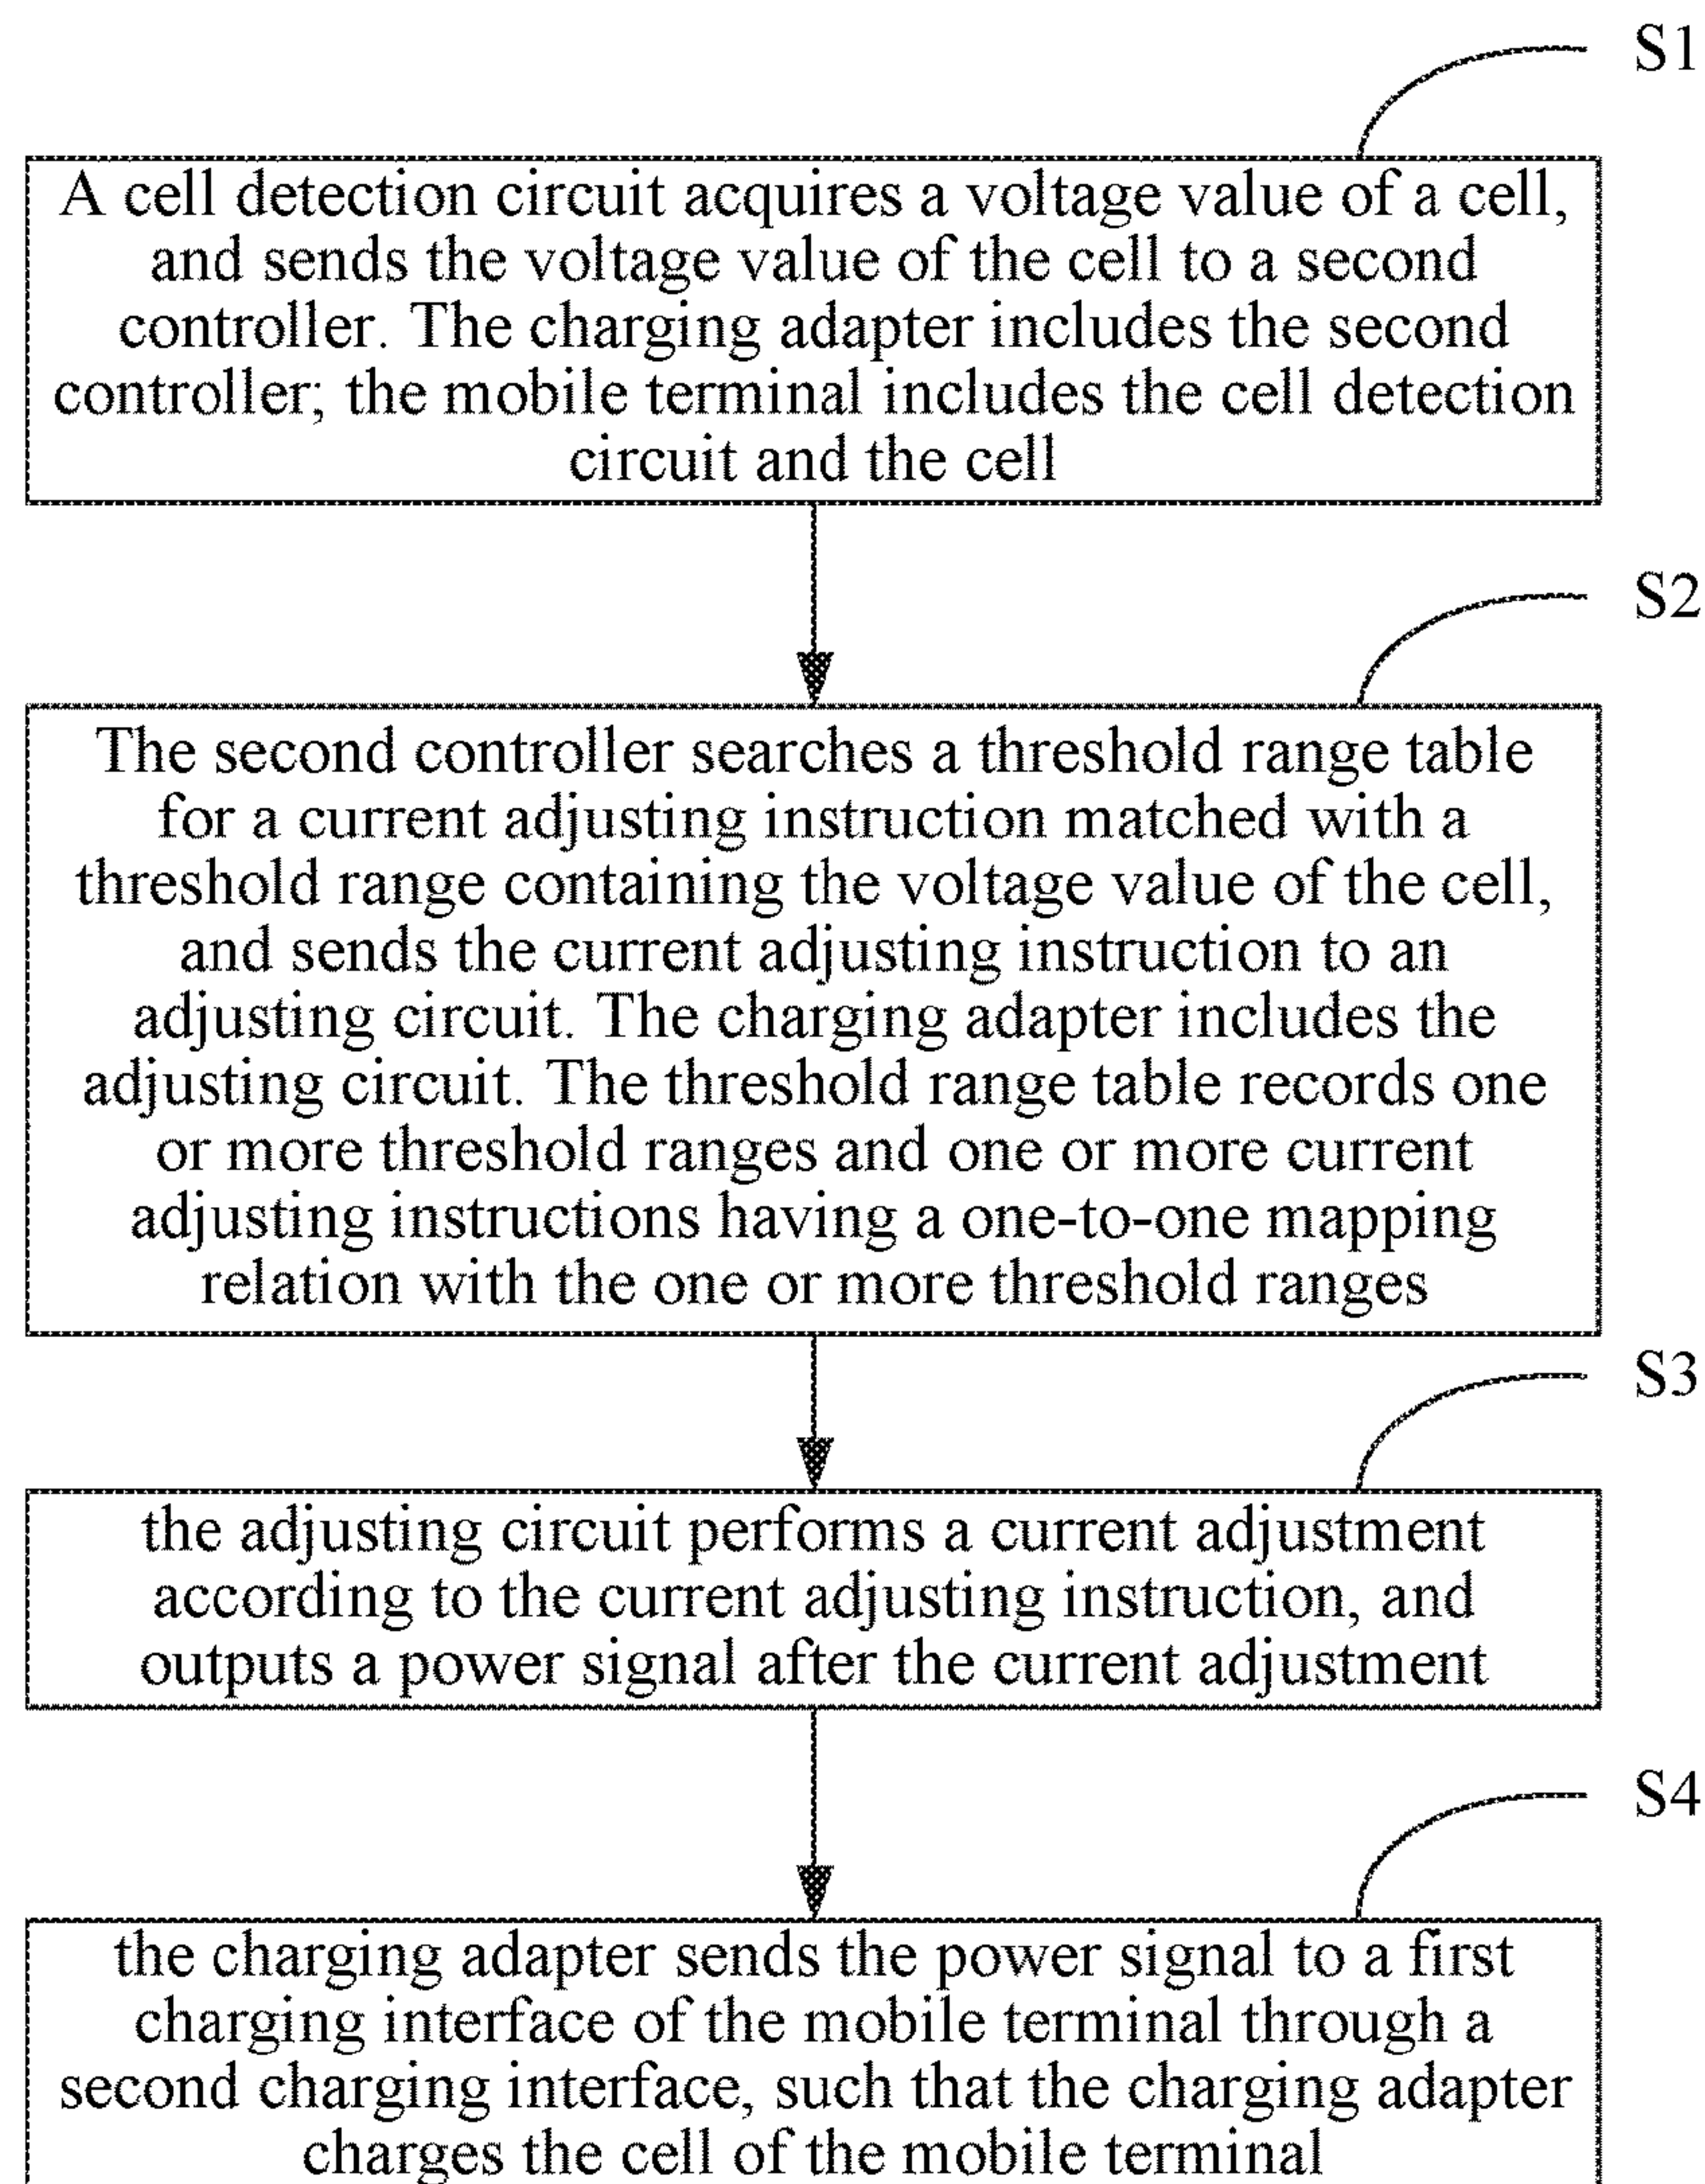 S1
A cell detection circuit acquires a voltage value of a cell,
and sends the voltage value of the cell to a second
controller. The charging adapter includes the second
controller; the mobile terminal includes the cell detection
circuit and the cell
S2
The second controller searches a threshold range table
for a current adjusting instruction matched with a
threshold range containing the voltage value of the cell,
and sends the current adjusting instruction to an
adjusting circuit. The charging adapter includes the
adjusting circuit. The threshold range table records one
or more threshold ranges and one or more current
adjusting instructions having a one-to-one mapping
relation with the one or more threshold ranges
S3
the adjusting circuit performs a current adjustment
according to the current adjusting instruction, and
outputs a power signal after the current adjustment
S4
the charging adapter sends the power signal to a first
charging interface of the mobile terminal through a
second charging interface, such that the charging adapter
charges the cell of the mobile terminal